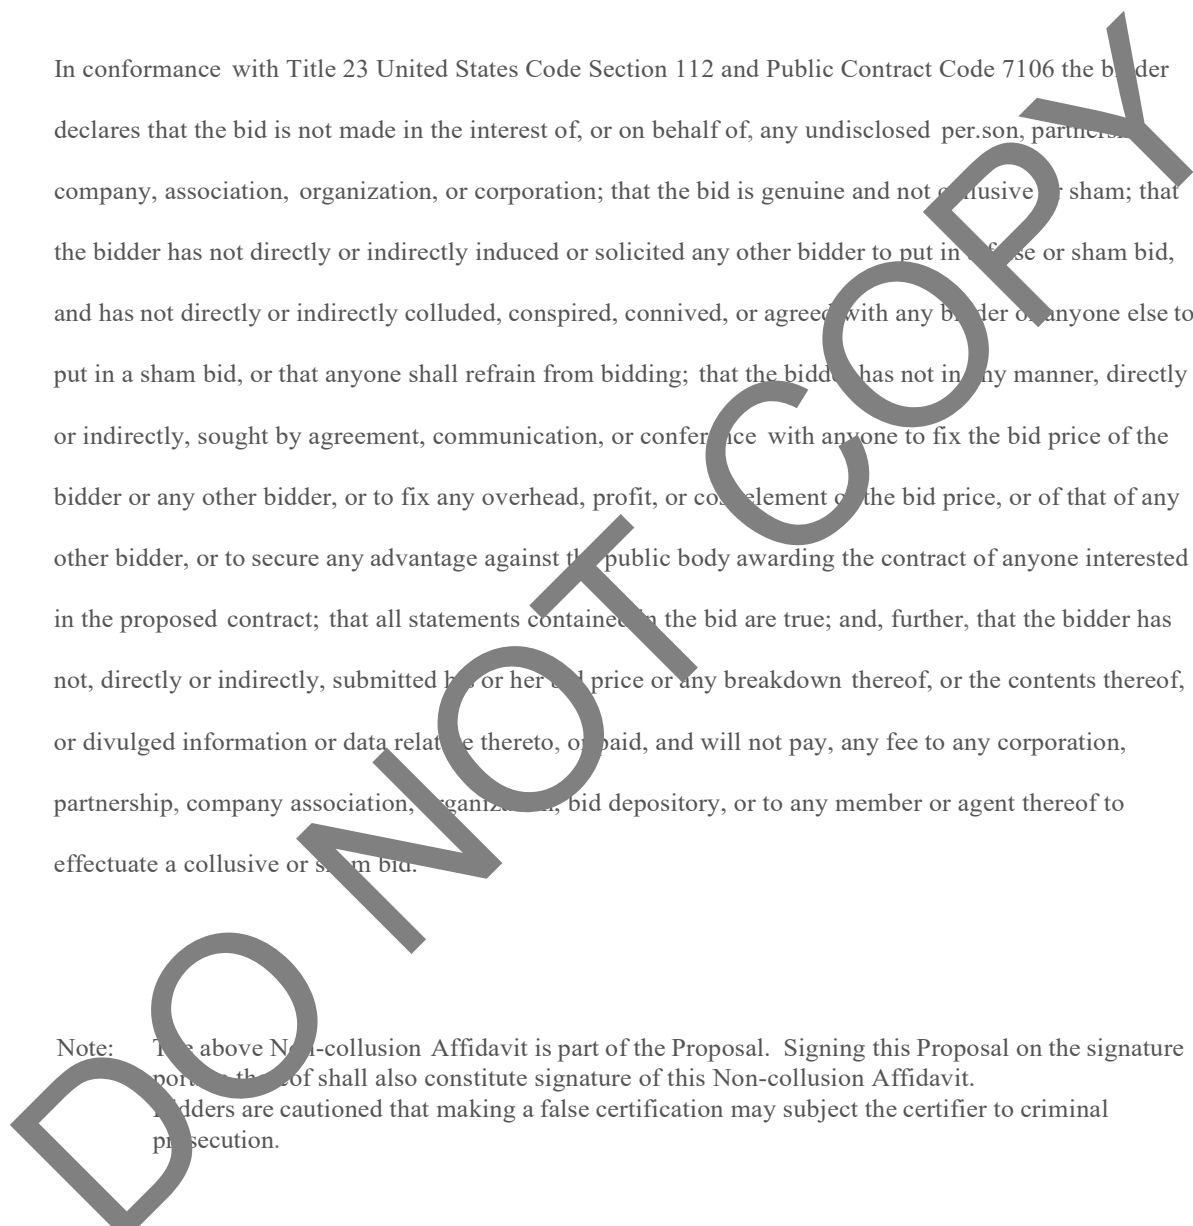 In conformance with Title 23 United States Code Section 112 and Public Contract Code 7106 the bidder
declares that the bid is not made in the interest of, or on behalf of, any undisclosed per.son, partnership,
company, association, organization, or corporation; that the bid is genuine and not collusive or sham; that
the bidder has not directly or indirectly induced or solicited any other bidder to put in a false or sham bid,
and has not directly or indirectly colluded, conspired, connived, or agreed with any bidder or anyone else to
put in a sham bid, or that anyone shall refrain from bidding; that the bidder has not in any manner, directly
or indirectly, sought by agreement, communication, or conference with anyone to fix the bid price of the
bidder or any other bidder, or to fix any overhead, profit, or cost element of the bid price, or of that of any
other bidder, or to secure any advantage against the public body awarding the contract of anyone interested
in the proposed contract; that all statements contained in the bid are true; and, further, that the bidder has
not, directly or indirectly, submitted his or her bid price or any breakdown thereof, or the contents thereof,
or divulged information or data relative thereto, or paid, and will not pay, any fee to any corporation,
partnership, company association, organization, bid depository, or to any member or agent thereof to
effectuate a collusive or sham bid.
Note: The above Non-collusion Affidavit is part of the Proposal. Signing this Proposal on the signature
portion thereof shall also constitute signature of this Non-collusion Affidavit.
Bidders are cautioned that making a false certification may subject the certifier to criminal
prosecution.
DO NOT COPY